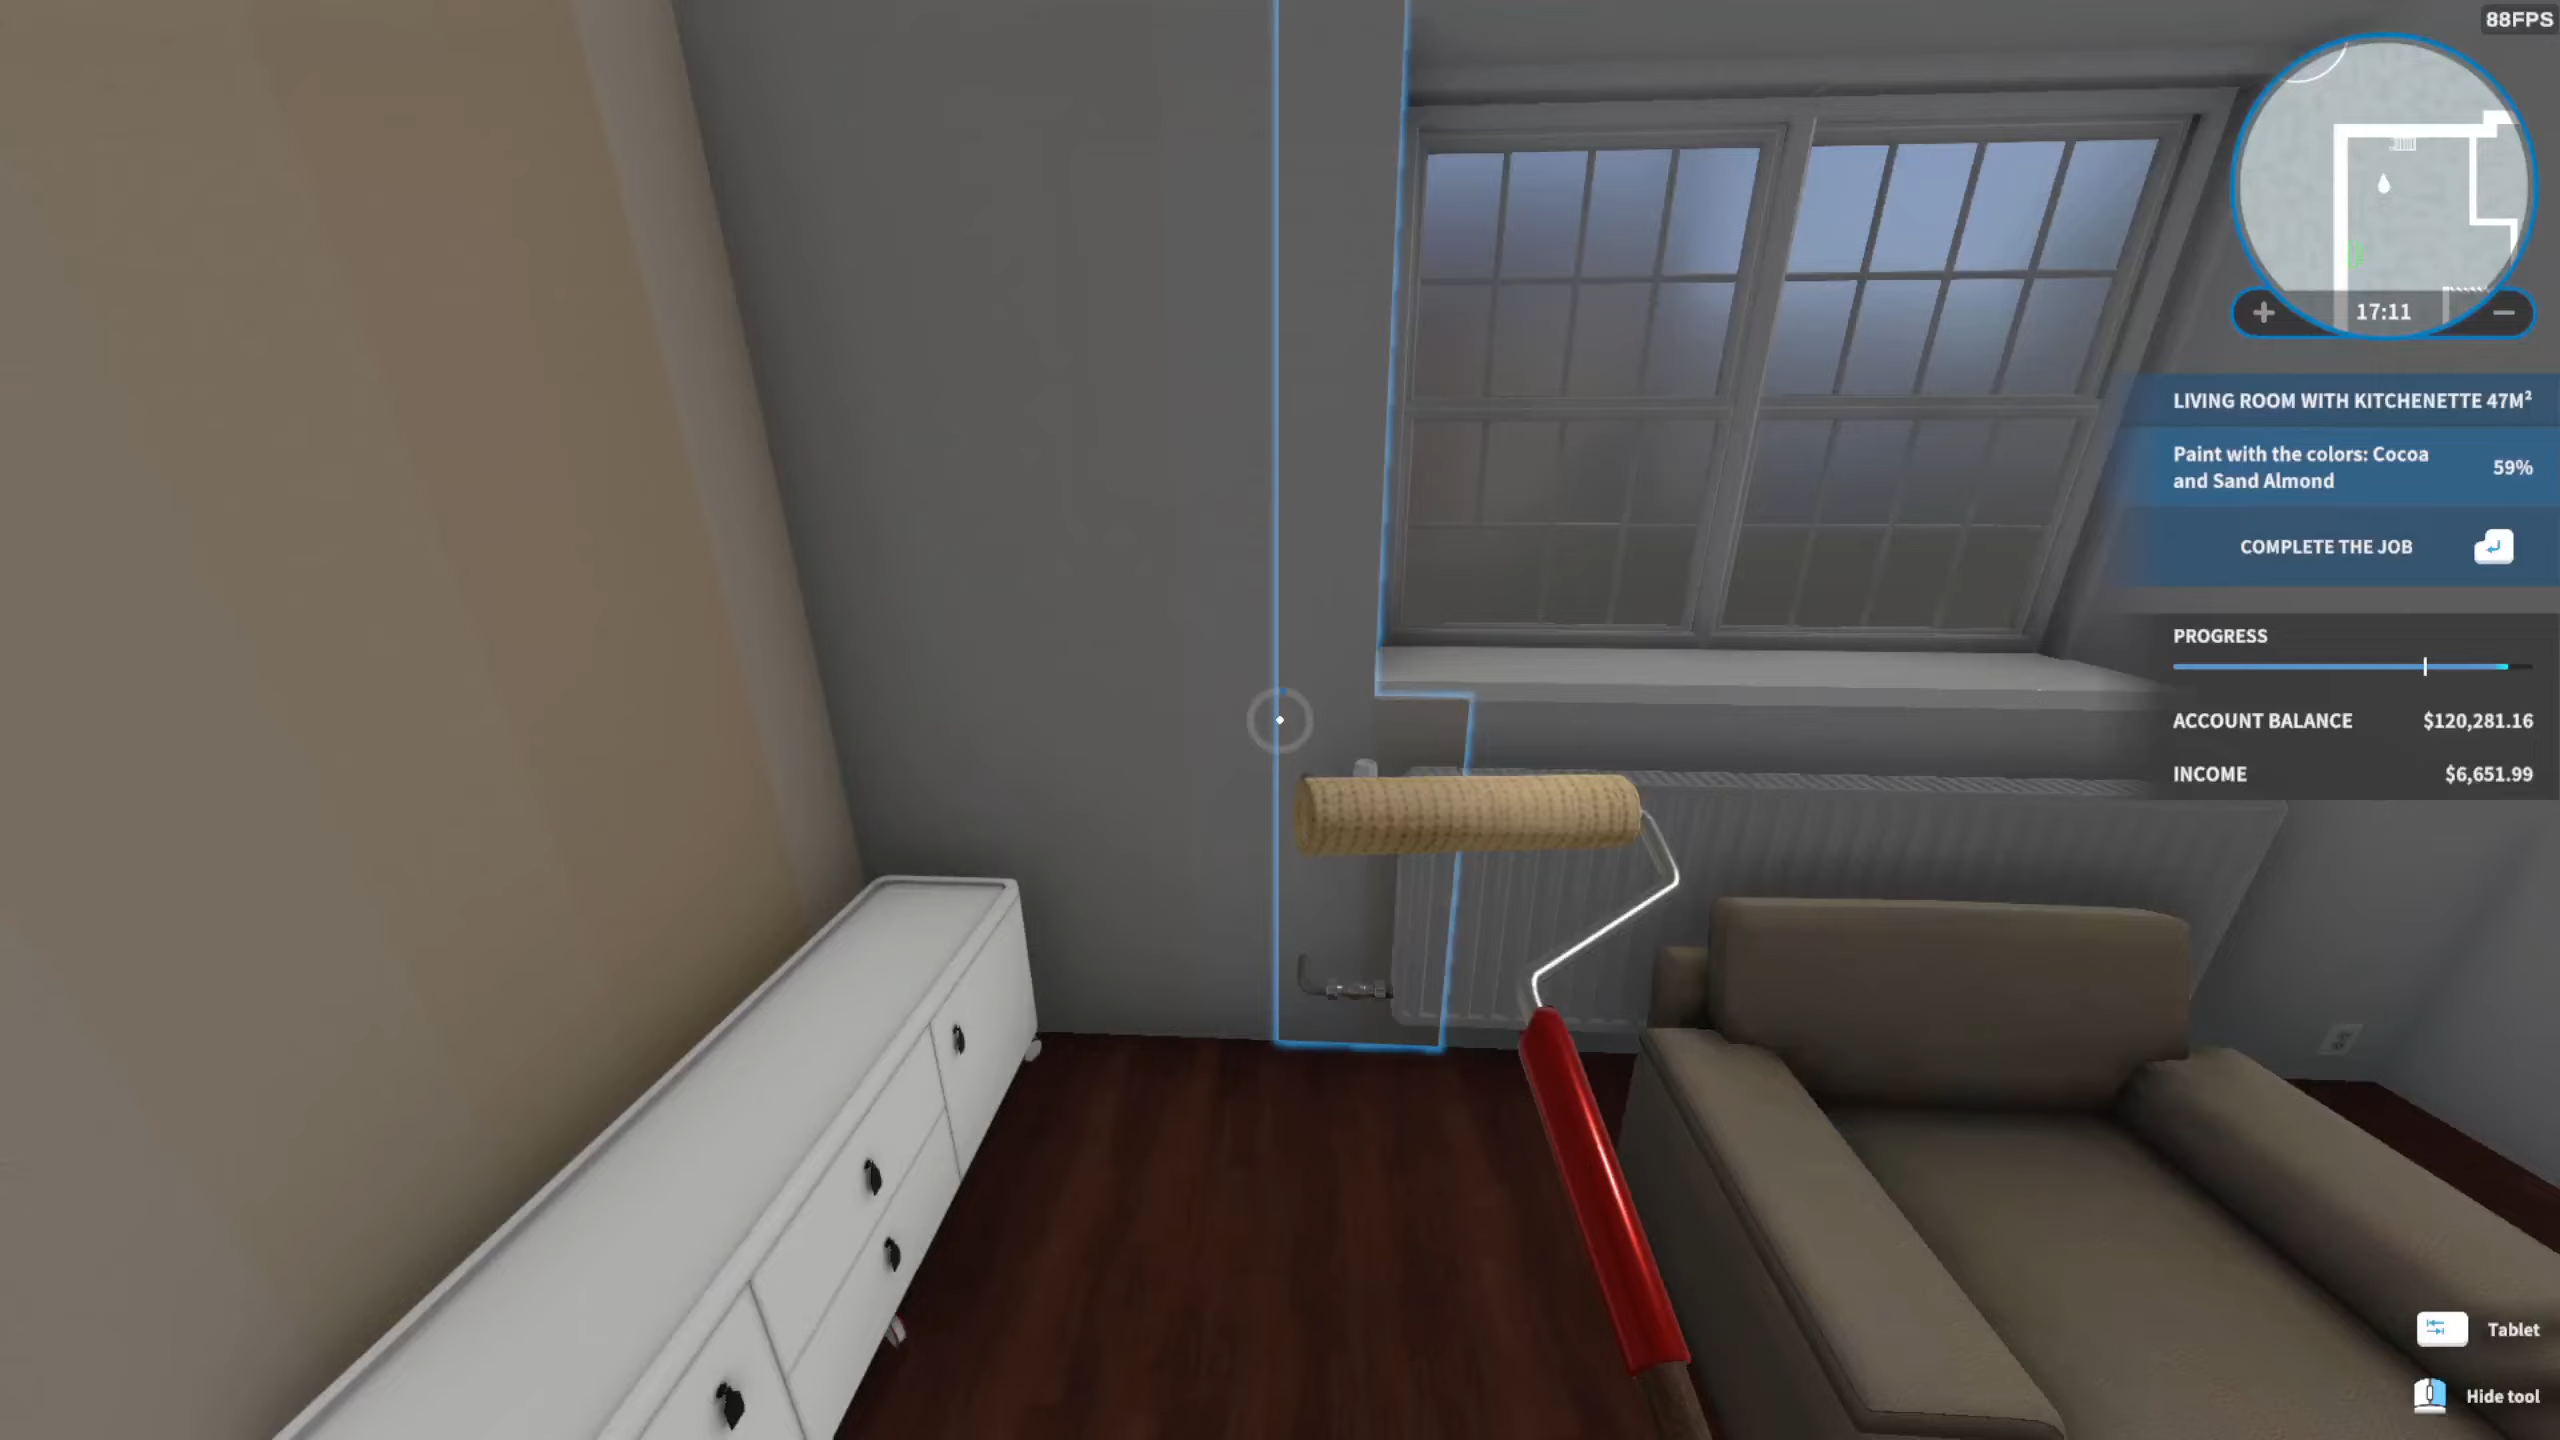 88FPS
17:11
LIVING ROOM WITH KITCHENETTE 47M²
Paint with the colors: Cocoa
and Sand Almond
59%
COMPLETE THE JOB
PROGRESS
ACCOUNT BALANCE $120,281.16
INCOME $6,651.99
Tablet
Hide tool